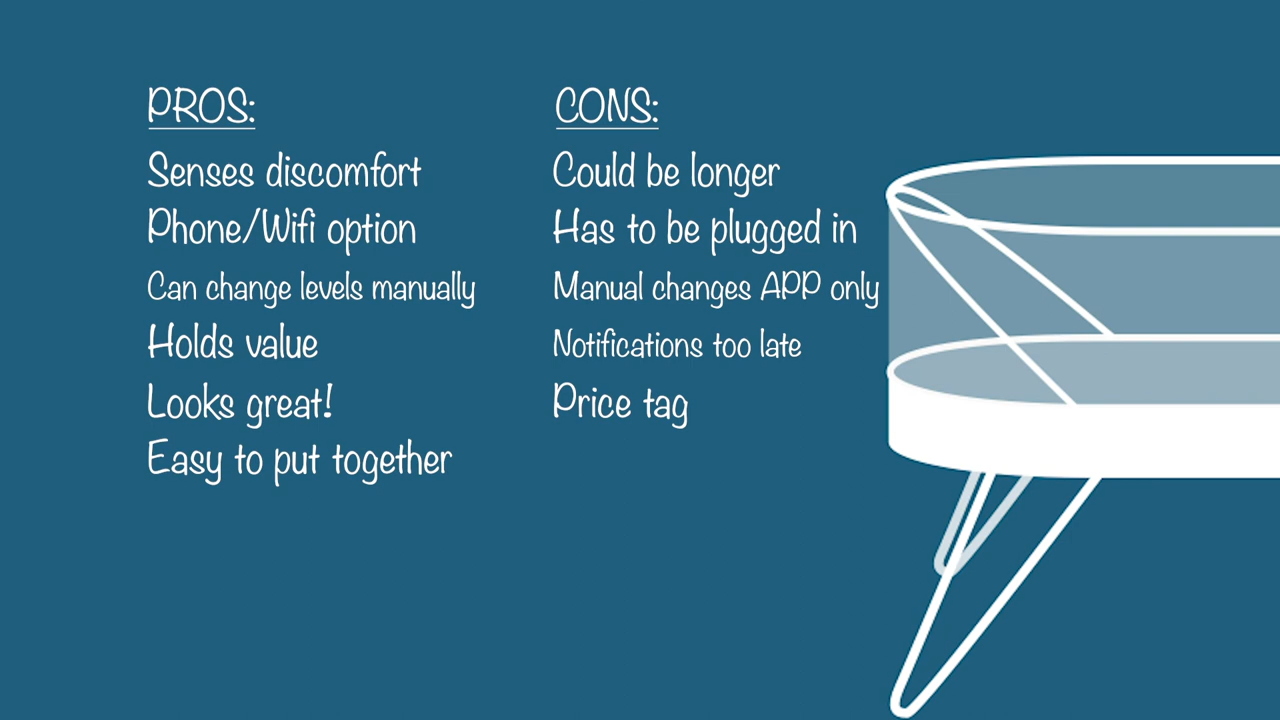 PROS:
Senses discomfort
Phone/Wifi option
Can change levels manually
Holds value
Looks great!
Easy to put together
CONS:
Could be longer
Has to be plugged in
Manual changes APP only
Notifications too late
Price tag